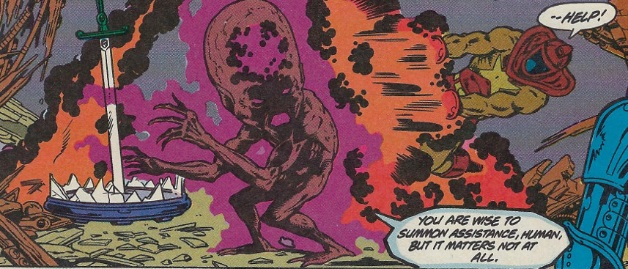 --HELP!
YOU ARE WISE TO
SUMMON ASSISTANCE, HUMAN,
BUT IT MATTERS NOT AT
ALL.